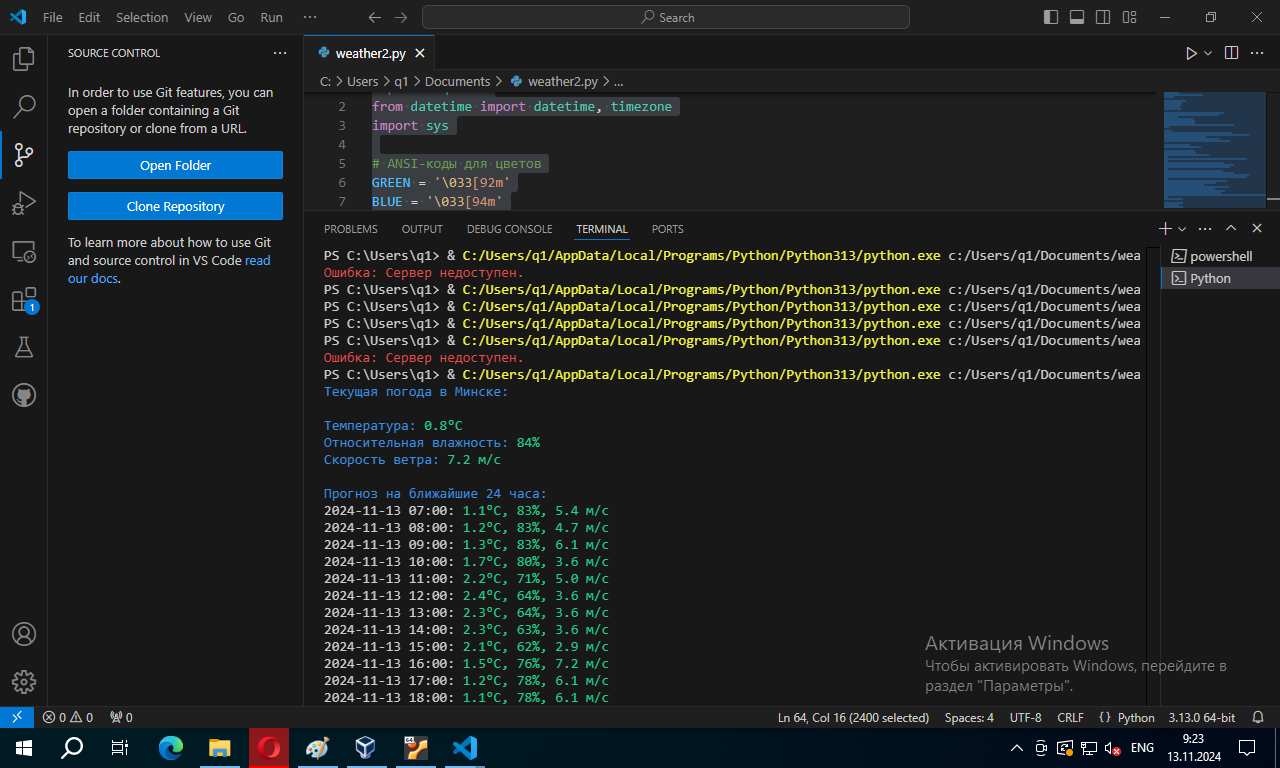 File Edit Selection View Go Run ···
Search
SOURCE CONTROL ···
In order to use Git features, you can
open a folder containing a Git
repository or clone from a URL.
Open Folder
Clone Repository
To learn more about how to use Git
and source control in VS Code read
our docs.
1
weather2.py
C: > Users > q1 > Documents > weather2.py > ...
2 from datetime import datetime, timezone
3 import sys
4
5 # ANSI-коды для цветов
6 GREEN = '\033[92m'
7 BLUE = '\033[94m'
PROBLEMS OUTPUT DEBUG CONSOLE TERMINAL PORTS
powershell
Python
PS C:\Users\q1> & C:/Users/q1/AppData/Local/Programs/Python/Python313/python.exe c:/Users/q1/Documents/wea
Ошибка: Сервер недоступен.
PS C:\Users\q1> & C:/Users/q1/AppData/Local/Programs/Python/Python313/python.exe c:/Users/q1/Documents/wea
PS C:\Users\q1> & C:/Users/q1/AppData/Local/Programs/Python/Python313/python.exe c:/Users/q1/Documents/wea
PS C:\Users\q1> & C:/Users/q1/AppData/Local/Programs/Python/Python313/python.exe c:/Users/q1/Documents/wea
PS C:\Users\q1> & C:/Users/q1/AppData/Local/Programs/Python/Python313/python.exe c:/Users/q1/Documents/wea
Ошибка: Сервер недоступен.
PS C:\Users\q1> & C:/Users/q1/AppData/Local/Programs/Python/Python313/python.exe c:/Users/q1/Documents/wea
Текущая погода в Минске:
Температура: 0.8°C
Относительная влажность: 84%
Скорость ветра: 7.2 м/с
Прогноз на ближайшие 24 часа:
2024-11-13 07:00: 1.1°C, 83%, 5.4 м/с
2024-11-13 08:00: 1.2°C, 83%, 4.7 м/с
2024-11-13 09:00: 1.3°C, 83%, 6.1 м/с
2024-11-13 10:00: 1.7°C, 80%, 3.6 м/с
2024-11-13 11:00: 2.2°C, 71%, 5.0 м/с
2024-11-13 12:00: 2.4°C, 64%, 3.6 м/с
2024-11-13 13:00: 2.3°C, 64%, 3.6 м/с
2024-11-13 14:00: 2.3°C, 63%, 3.6 м/с
2024-11-13 15:00: 2.1°C, 62%, 2.9 м/с
2024-11-13 16:00: 1.5°C, 76%, 7.2 м/с
2024-11-13 17:00: 1.2°C, 78%, 6.1 м/с
2024-11-13 18:00: 1.1°C, 78%, 6.1 м/с
Активация Windows
Чтобы активировать Windows, перейдите в
раздел "Параметры".
0 0 0 Ln 64, Col 16 (2400 selected) Spaces: 4 UTF-8 CRLF {} Python 3.13.0 64-bit
64
ENG
9:23
13.11.2024